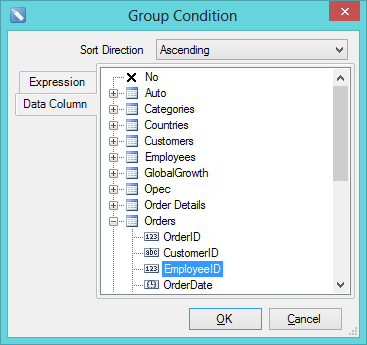 Group Condition
Sort Direction Ascending
Expression
Data Column
No
Auto
Categories
Countries
Customers
Employees
GlobalGrowth
Opec
Order Details
Orders
123 OrderID
abc CustomerID
123 EmployeeID
OrderDate
OK Cancel